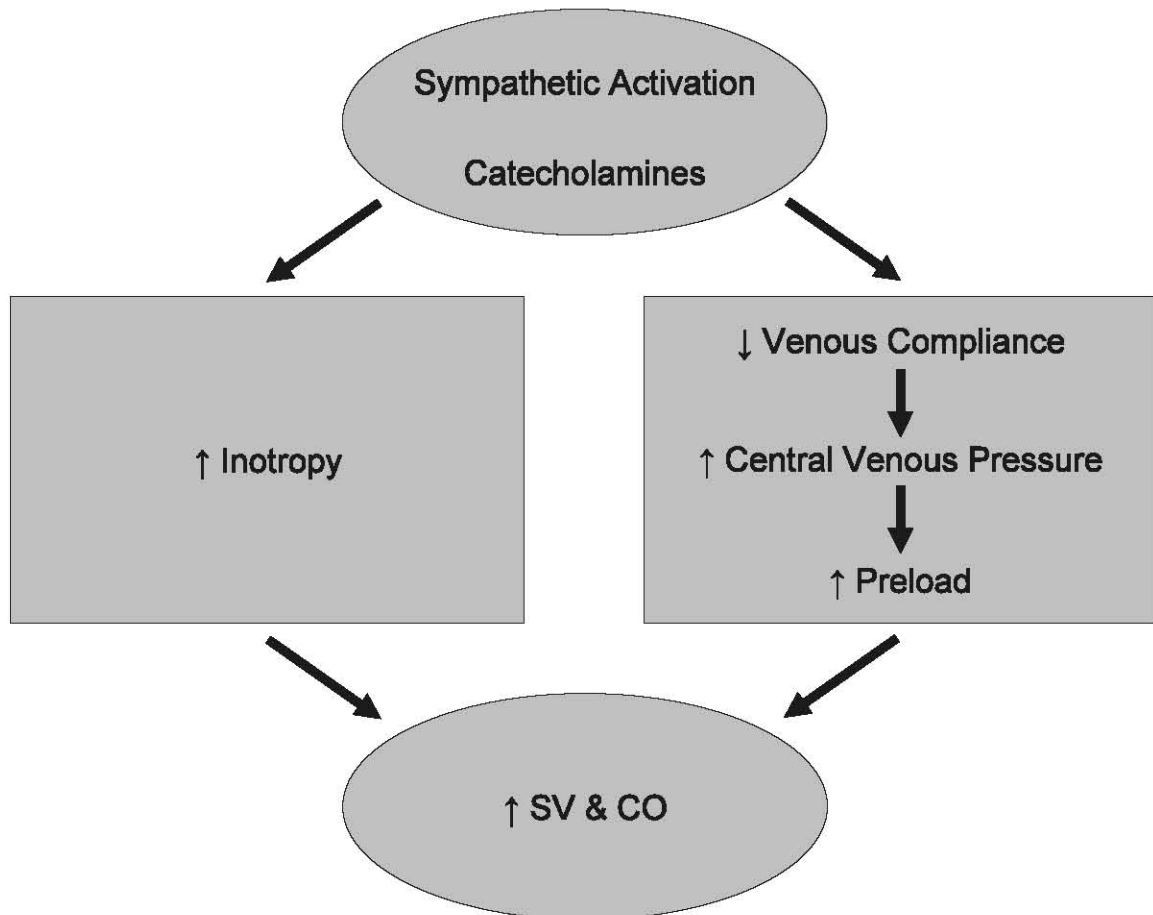 Sympathetic Activation
Catecholamines
↑ Inotropy
↓ Venous Compliance
↑ Central Venous Pressure
↑ Preload
↑ SV & CO